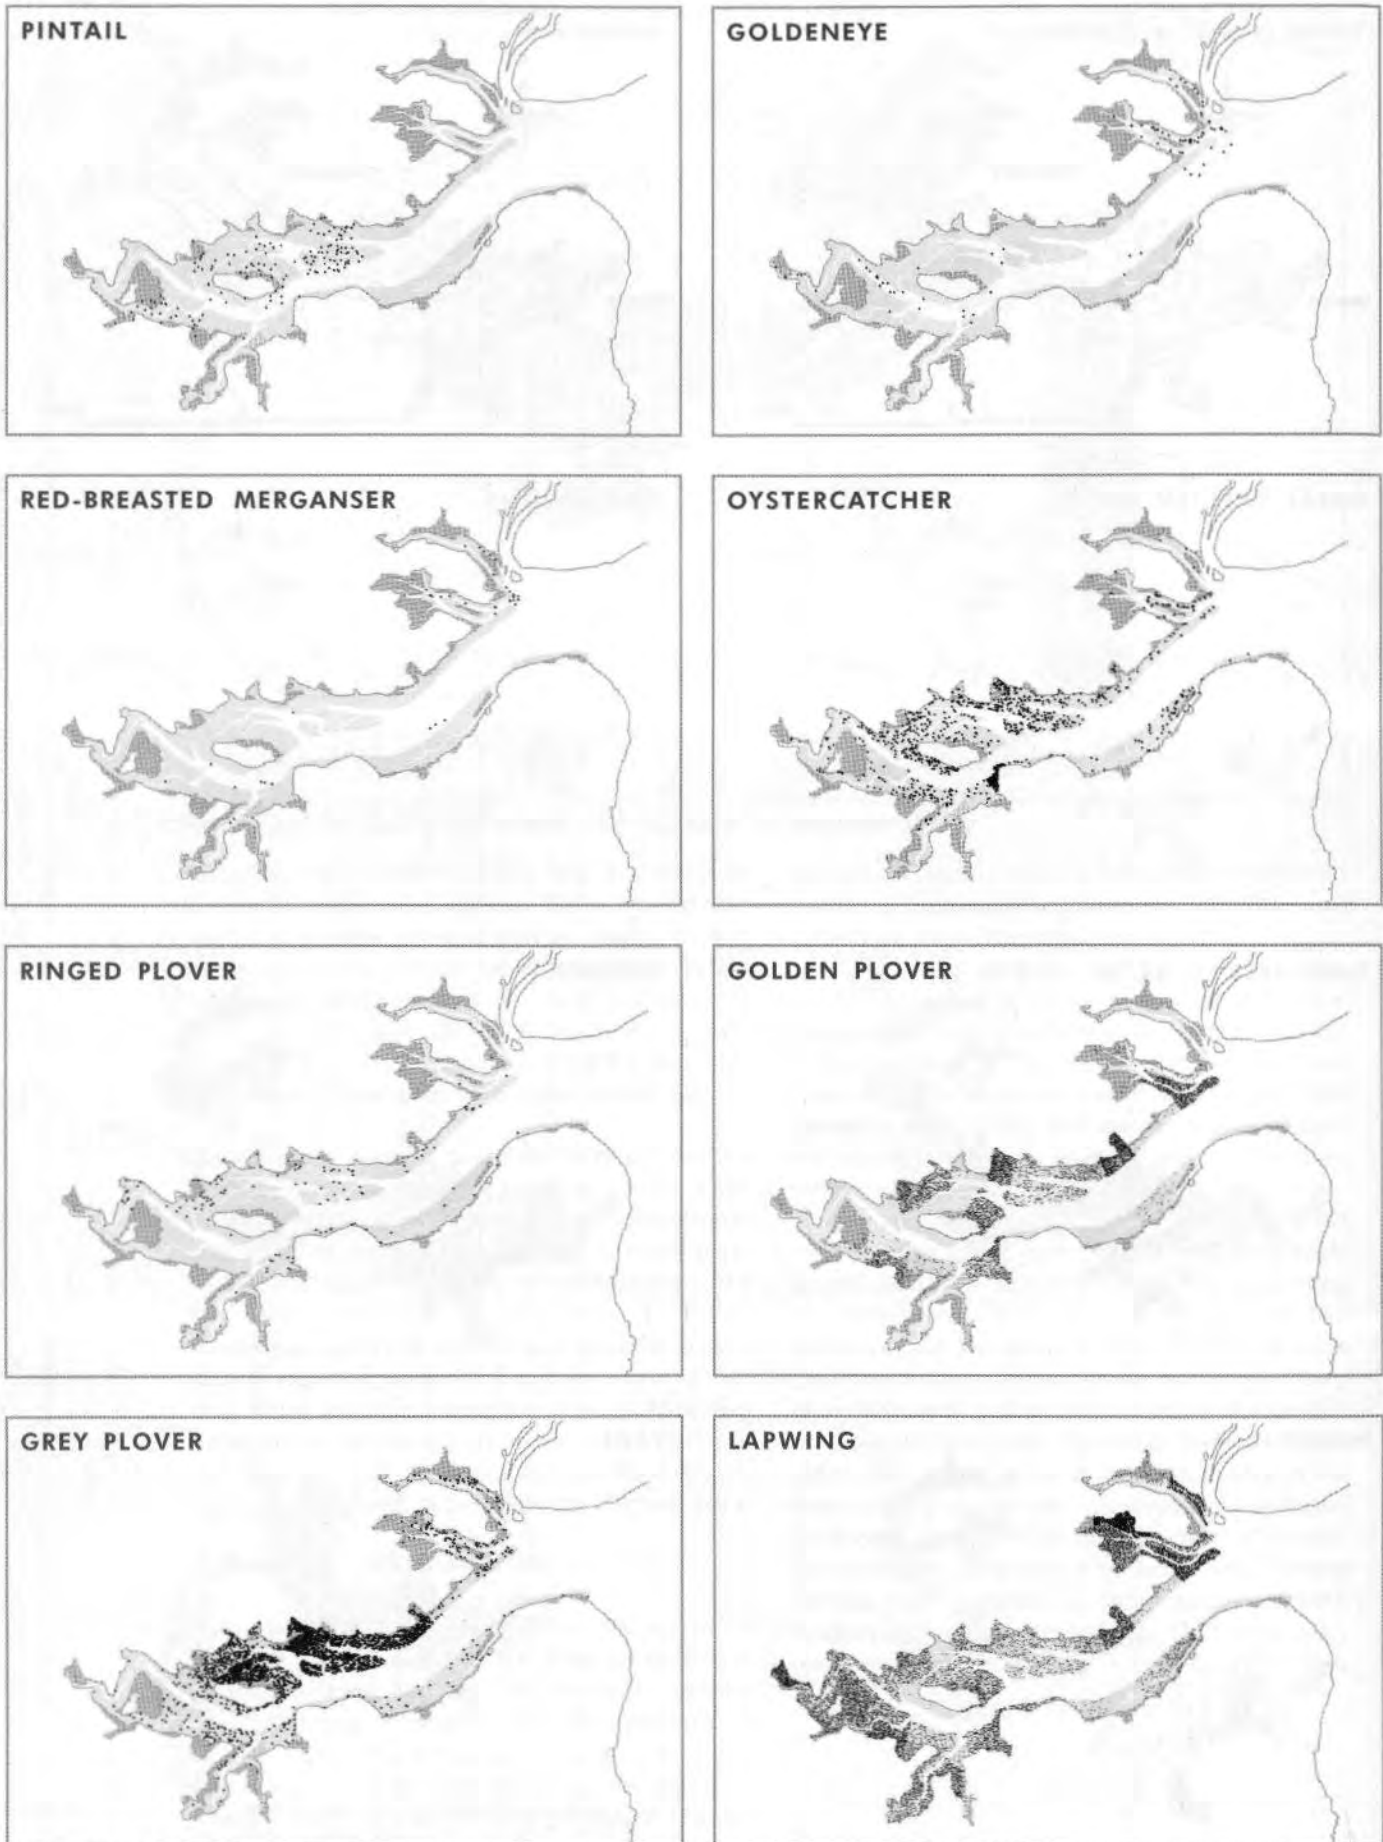 PINTAIL
GOLDENEYE
RED-BREASTED MERGANSER
OYSTERCATCHER
RINGED PLOVER
GOLDEN PLOVER
GREY PLOVER
LAPWING